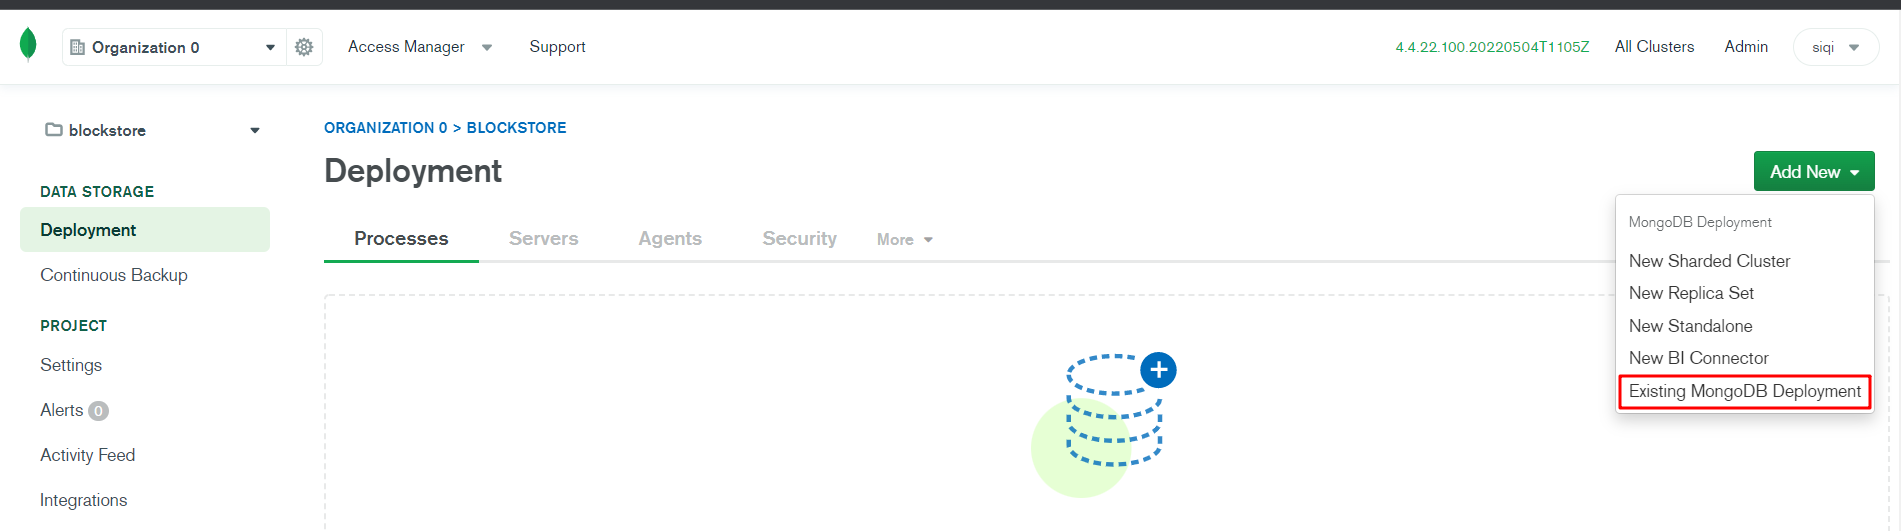 Organization 0
Access Manager
Support
4.4.22.100.20220504T1105Z
All Clusters
Admin
siqi
blockstore
DATA STORAGE
Deployment
Continuous Backup
PROJECT
Settings
Alerts 0
Activity Feed
Integrations
ORGANIZATION 0 > BLOCKSTORE
Deployment
Add New
Processes
Servers
Agents
Security
More
MongoDB Deployment
New Sharded Cluster
New Replica Set
New Standalone
New BI Connector
Existing MongoDB Deployment